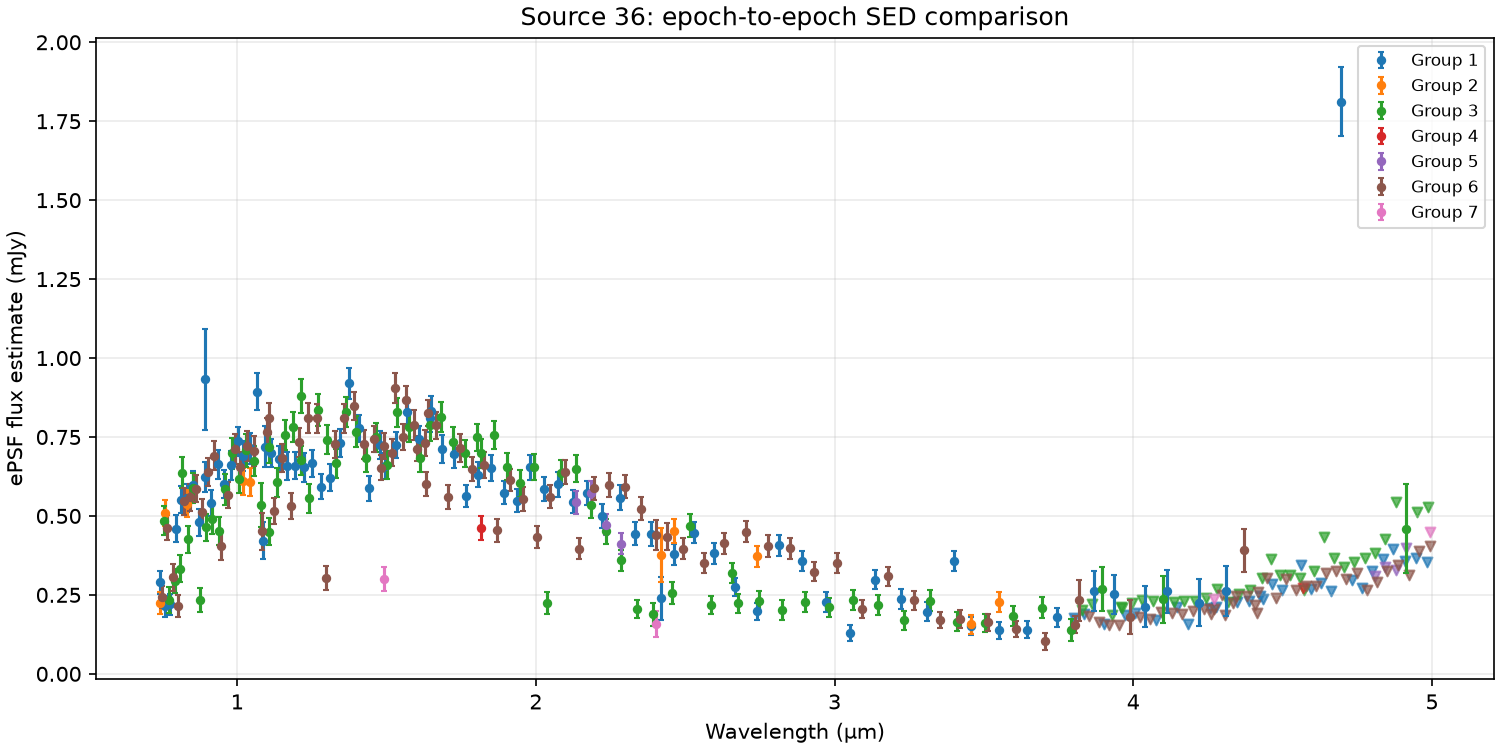 Source 36: epoch-to-epoch SED comparison
ePSF flux estimate (mJy)
2.00
1.75
1.50
1.25
1.00
0.75
0.50
0.25
0.00
Group 1
Group 2
Group 3
Group 4
Group 5
Group 6
Group 7
1 2 3 4 5
Wavelength (µm)